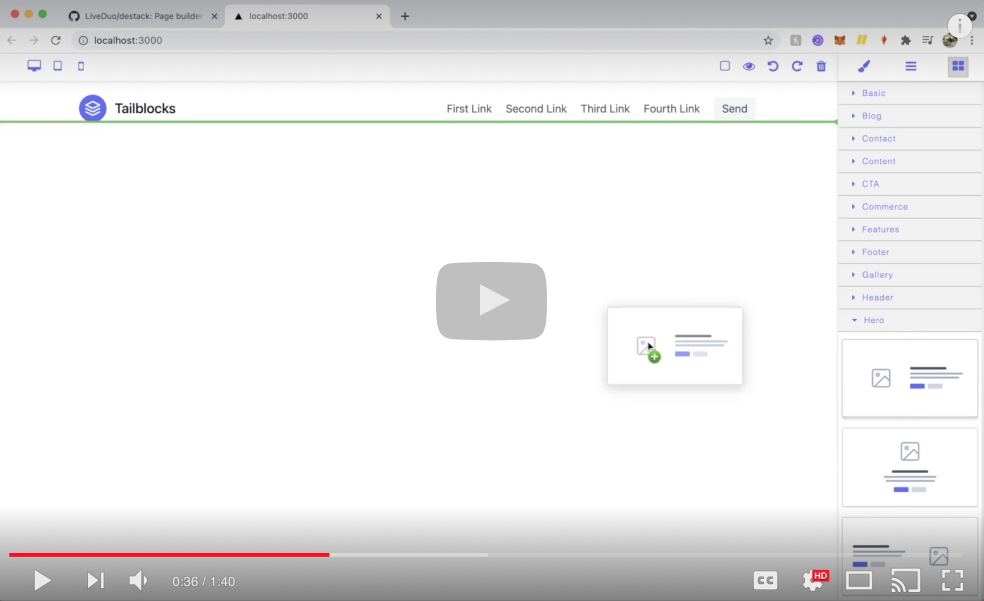 LiveDuo/destack: Page builder
localhost:3000
localhost:3000
Tailblocks
First Link Second Link Third Link Fourth Link Send
Basic
Blog
Contact
Content
CTA
Commerce
Features
Footer
Gallery
Header
Hero
0:36 / 1:40
CC
HD